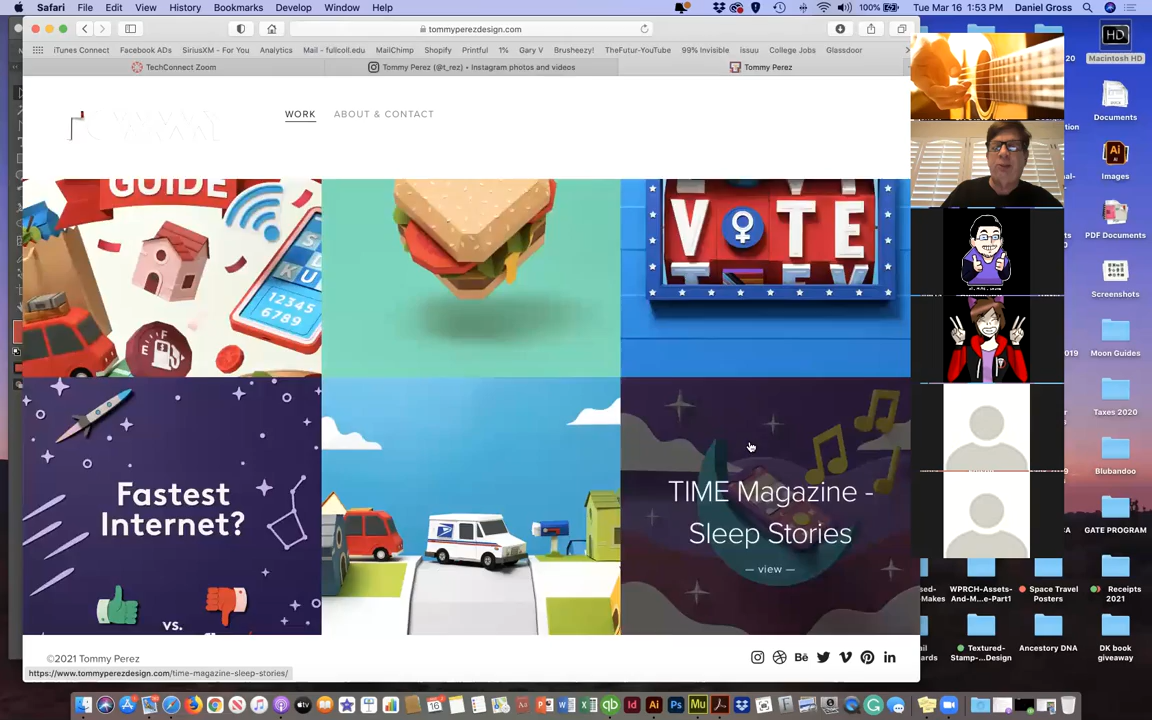 Safari File Edit View History Bookmarks Develop Window Help
100% Tue Mar 16 1:53 PM Daniel Gross
tommyperezdesign.com
iTunes Connect Facebook ADs SiriusXM - For You Analytics Mail – fullcoll.edu MailChimp Shopify Printful 1% Gary V Brusheezy! TheFutur-YouTube 99% Invisible issuu College Jobs Glassdoor
TechConnect Zoom Tommy Perez (@t_rez) • Instagram photos and videos Tommy Perez
WORK ABOUT & CONTACT
GUIDE
12345
6789
E F
V TE
Fastest
Internet?
vs.
TIME Magazine -
Sleep Stories
— view —
©2021 Tommy Perez
https://www.tommyperezdesign.com/time-magazine-sleep-stories/
HD
Macintosh HD
Documents
Ai
Images
PDF Documents
Screenshots
Moon Guides
Taxes 2020
Blubandoo
GATE PROGRAM
WPRCH-Assets-
And-M...e-Part1
Space Travel
Posters
Receipts
2021
Textured-
Stamp-...Design
Ancestory DNA
DK book
giveaway